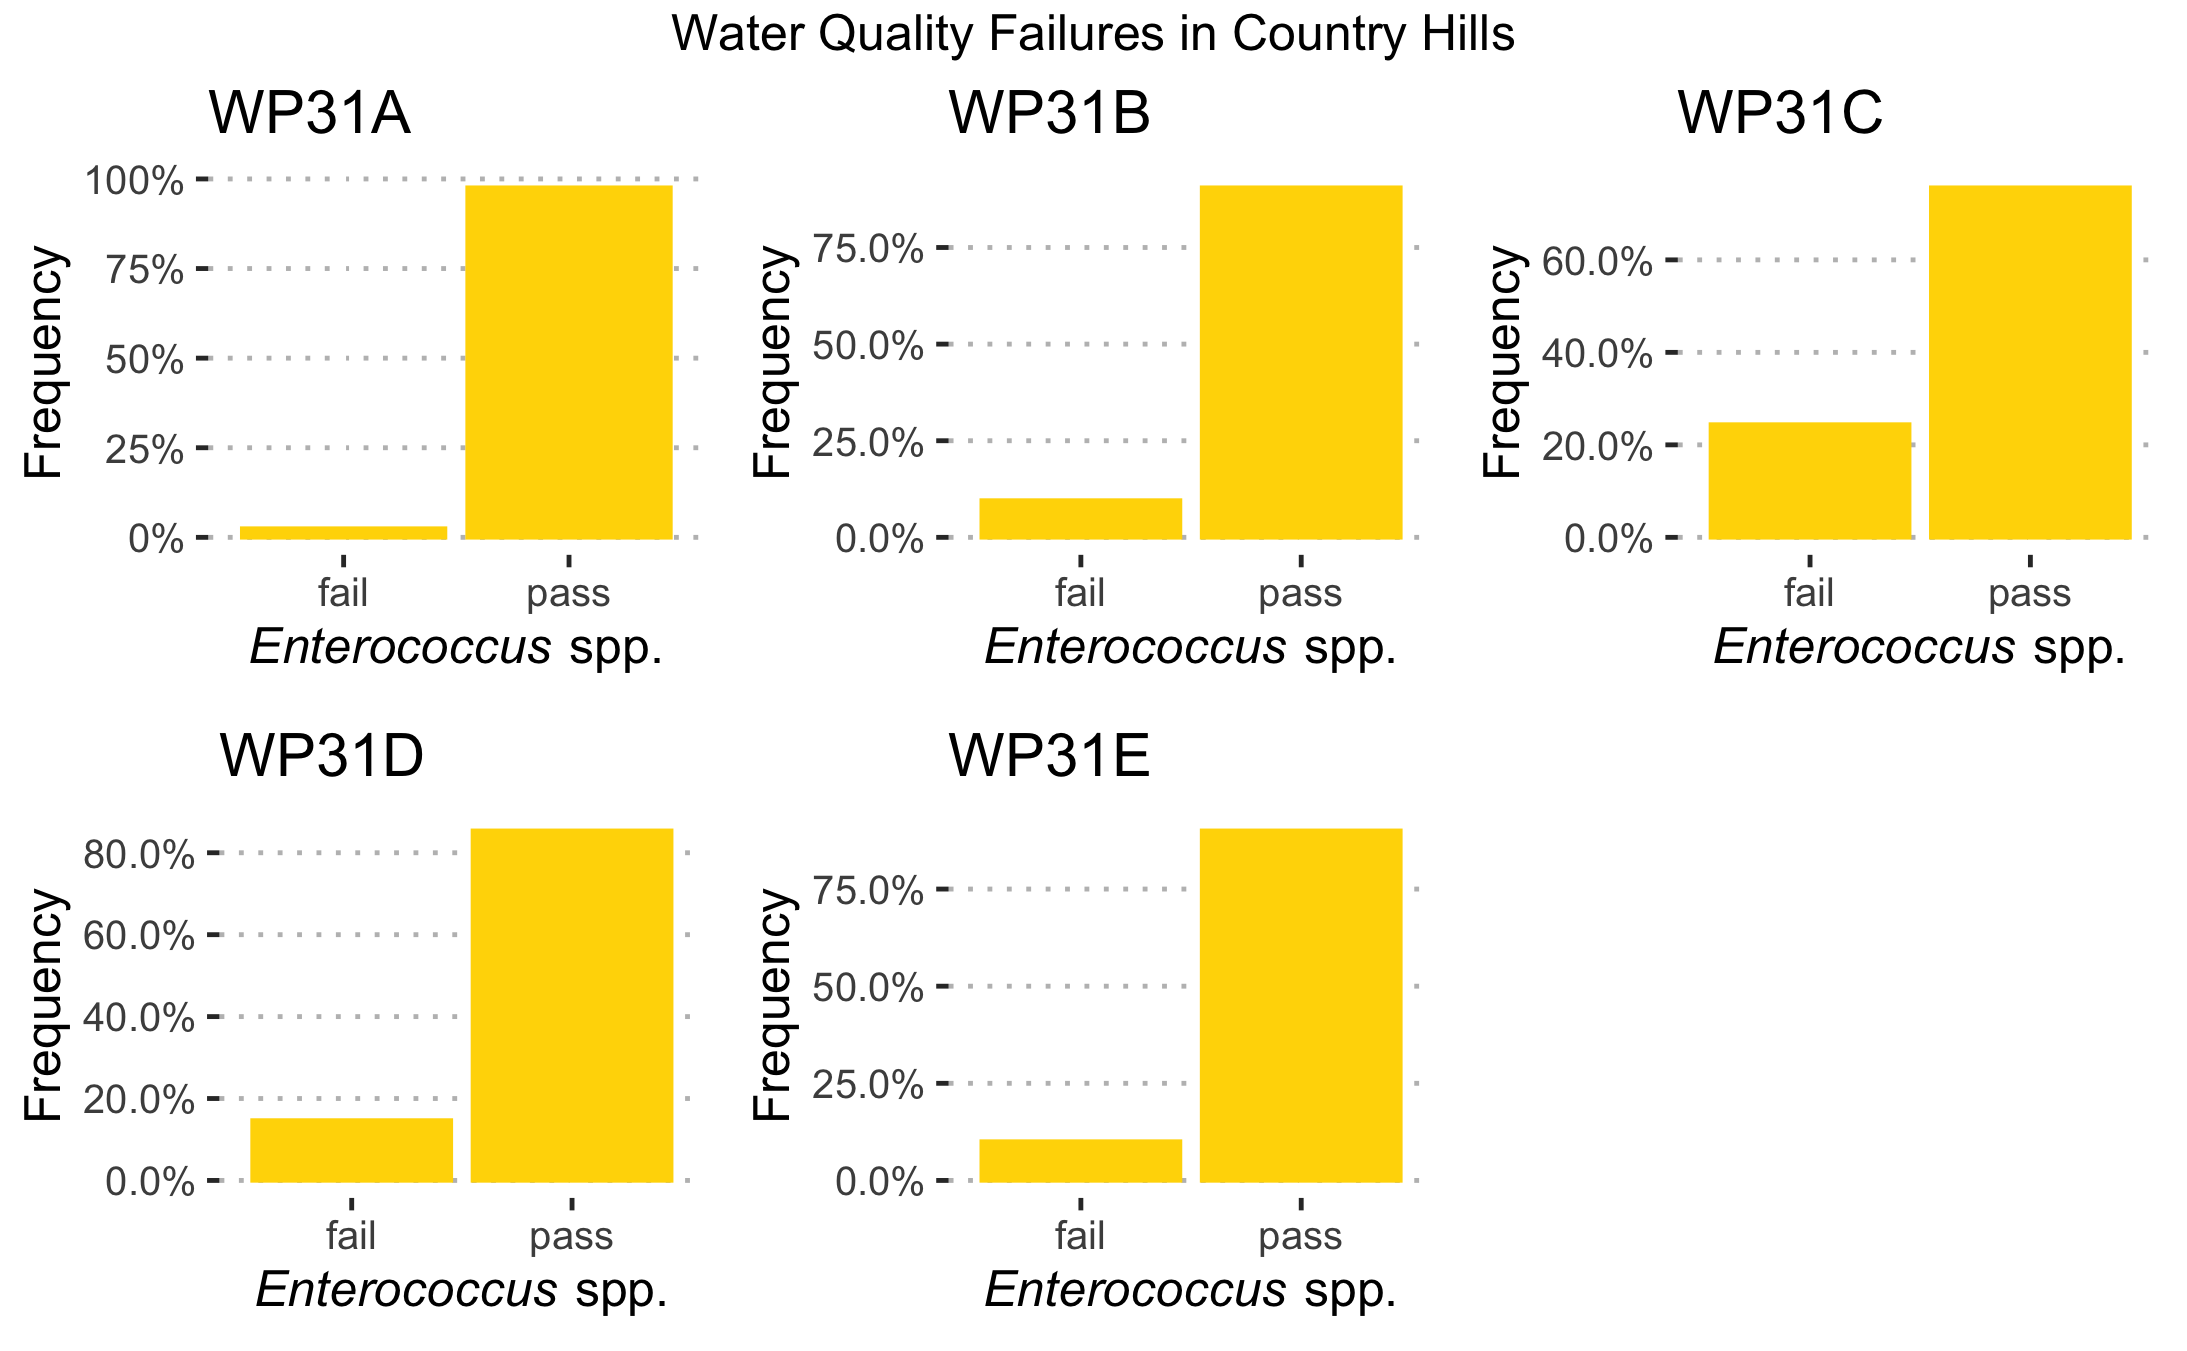 Water Quality Failures in Country Hills
WP31A
100%
75%
50%
25%
0%
Frequency
fail pass
Enterococcus spp.
WP31B
75.0%
50.0%
25.0%
0.0%
Frequency
fail pass
Enterococcus spp.
WP31C
60.0%
40.0%
20.0%
0.0%
Frequency
fail pass
Enterococcus spp.
WP31D
80.0%
60.0%
40.0%
20.0%
0.0%
Frequency
fail pass
Enterococcus spp.
WP31E
75.0%
50.0%
25.0%
0.0%
Frequency
fail pass
Enterococcus spp.